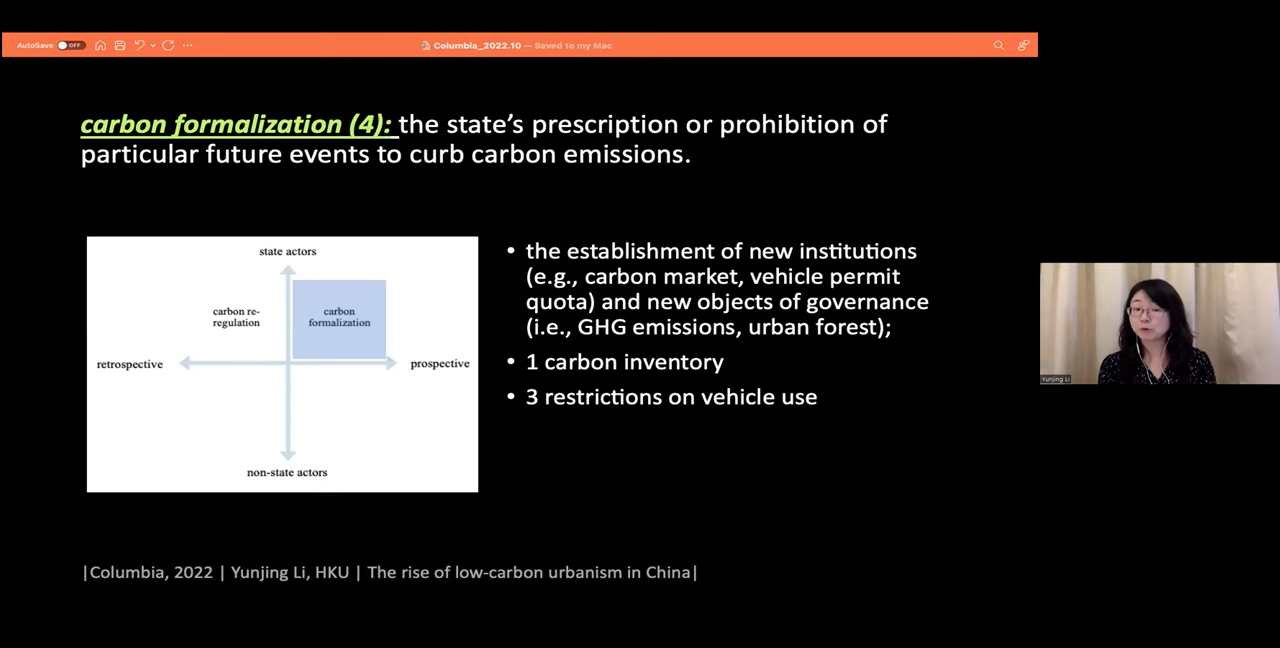 AutoSave OFF
Columbia_2022.10 — Saved to my Mac
carbon formalization (4): the state's prescription or prohibition of
particular future events to curb carbon emissions.
state actors
carbon re-
regulation
carbon
formalization
retrospective
prospective
non-state actors
• the establishment of new institutions
(e.g., carbon market, vehicle permit
quota) and new objects of governance
(i.e., GHG emissions, urban forest);
• 1 carbon inventory
• 3 restrictions on vehicle use
Yunjing Li
|Columbia, 2022 | Yunjing Li, HKU | The rise of low-carbon urbanism in China|